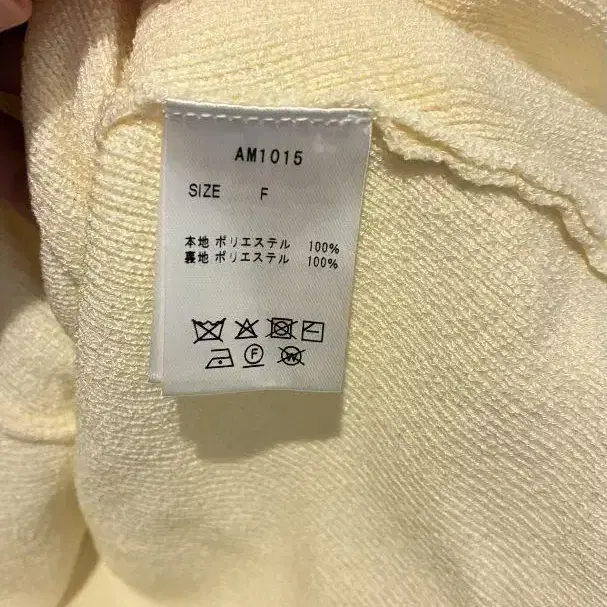 AM1015
SIZE F
本地 ポリエステル 100%
裏地 ポリエステル 100%
F
W